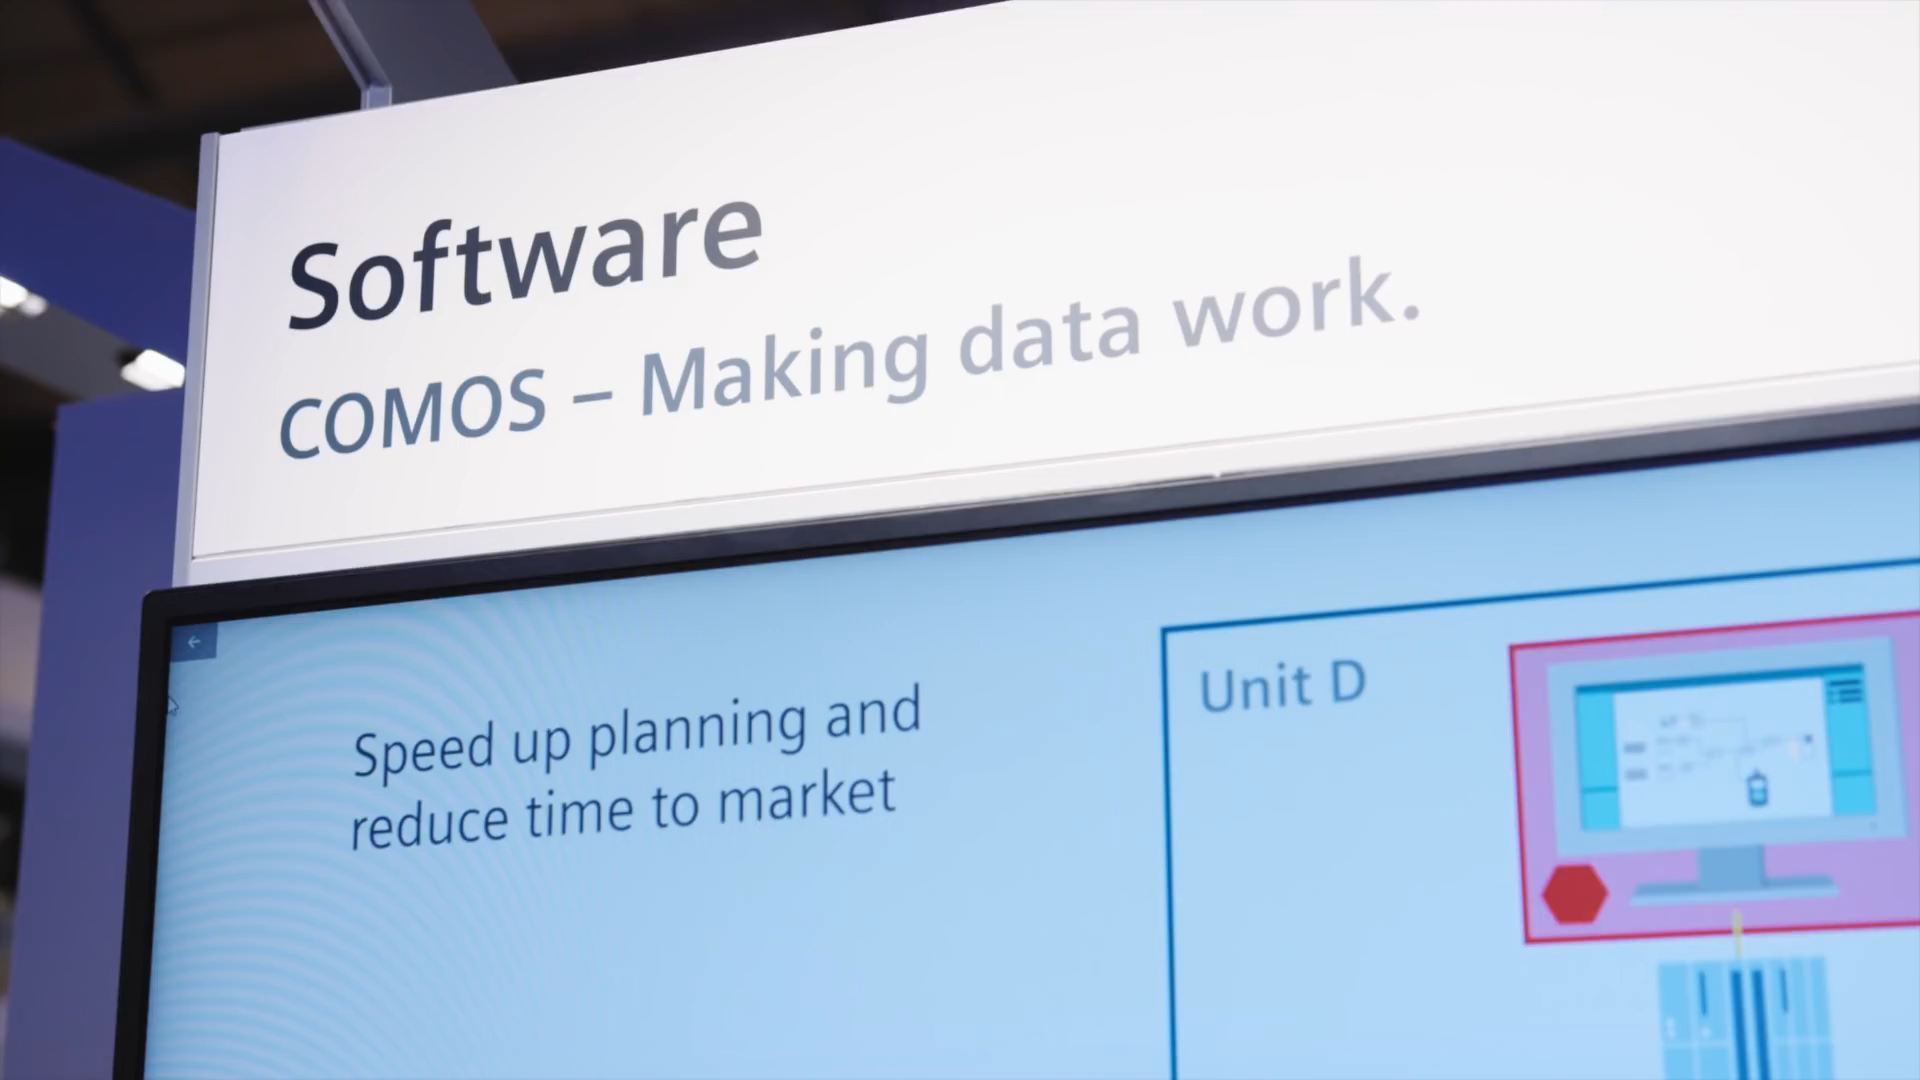 Software
COMOS – Making data work.
Speed up planning and
reduce time to market
Unit D